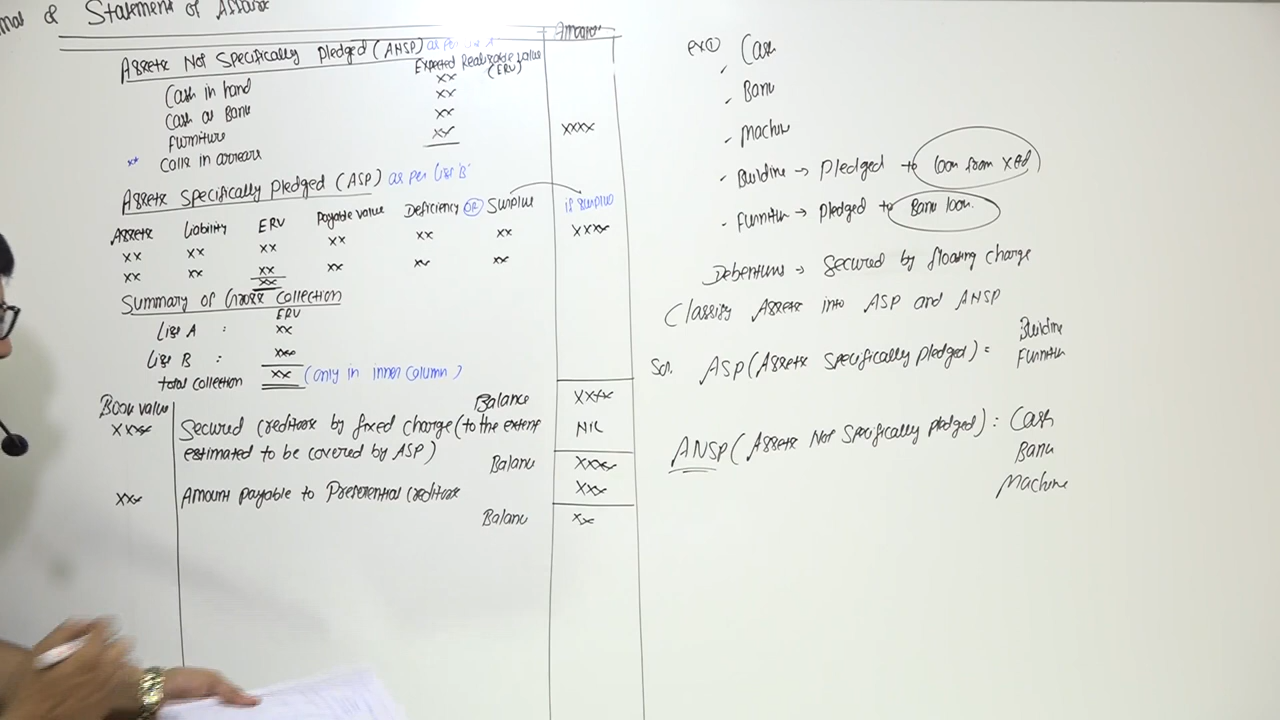 & Statement of Affairs
Amount
Assets Not Specifically Pledged (ANSP) as per List A
Expected Realisable value
(ERV)
Cash in hand xx
Cash at Bank xx
Furniture xx
** Calls in arrears xx xxxx
Assets Specifically Pledged (ASP) as per List 'B'
Assets Liability ERV Payable value Deficiency OR Surplus if surplus
xx xx xx xx xx xx xxxx
xx xx xx xx xx xx
xx
Summary of Gross Collection
ERV
List A : xx
List B : xxx
total collection xx (only in inner column)
Book value Balance xxxx
xxxx Secured creditors by fixed charge (to the extent NIL
estimated to be covered by ASP)
Balance xxxx
xxx Amount payable to Preferential creditors xxx
Balance xx
ex① Cash
- Bank
- Machine
- Building → Pledged to loan from X Ltd
- Furniture → Pledged to Bank loan.
Debentures → Secured by floating charge
Classify Assets into ASP and ANSP
Sol. ASP (Assets Specifically Pledged) = Building
Furniture
ANSP (Assets Not Specifically Pledged) : Cash
Bank
Machine